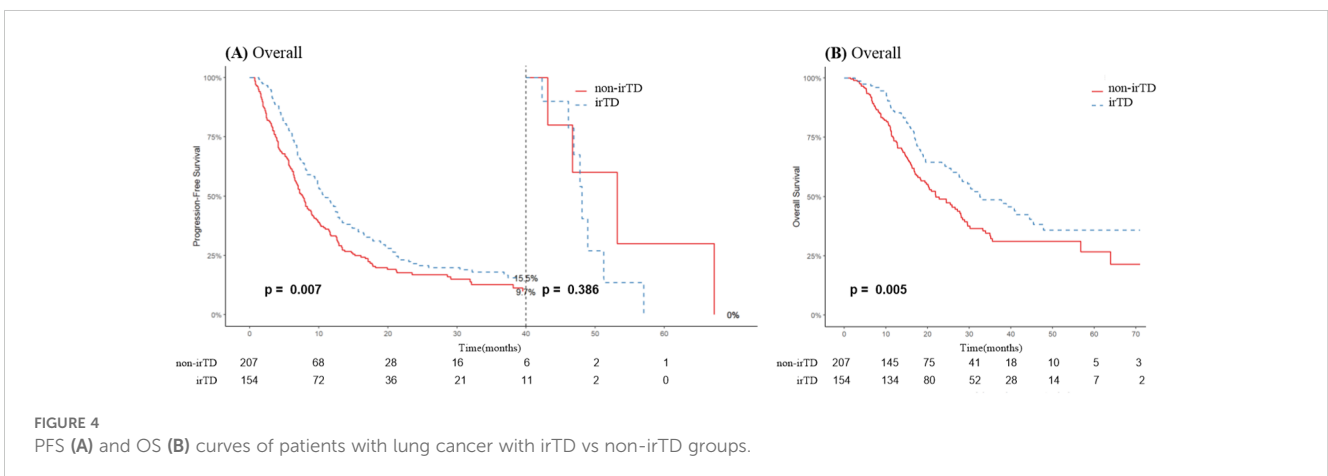 (A) Overall
(B) Overall
non-irTD
irTD
non-irTD
irTD
100%
75%
50%
25%
0%
Progression-Free Survival
15.5%
9.7%
p = 0.007
p = 0.386
0%
0 10 20 30 40 50 60
Time(months)
non-irTD 207 68 28 16 6 2 1
irTD 154 72 36 21 11 2 0
100%
75%
50%
25%
0%
Overall Survival
p = 0.005
0 10 20 30 40 50 60 70
Time(months)
non-irTD 207 145 75 41 18 10 5 3
irTD 154 134 80 52 28 14 7 2
FIGURE 4
PFS (A) and OS (B) curves of patients with lung cancer with irTD vs non-irTD groups.